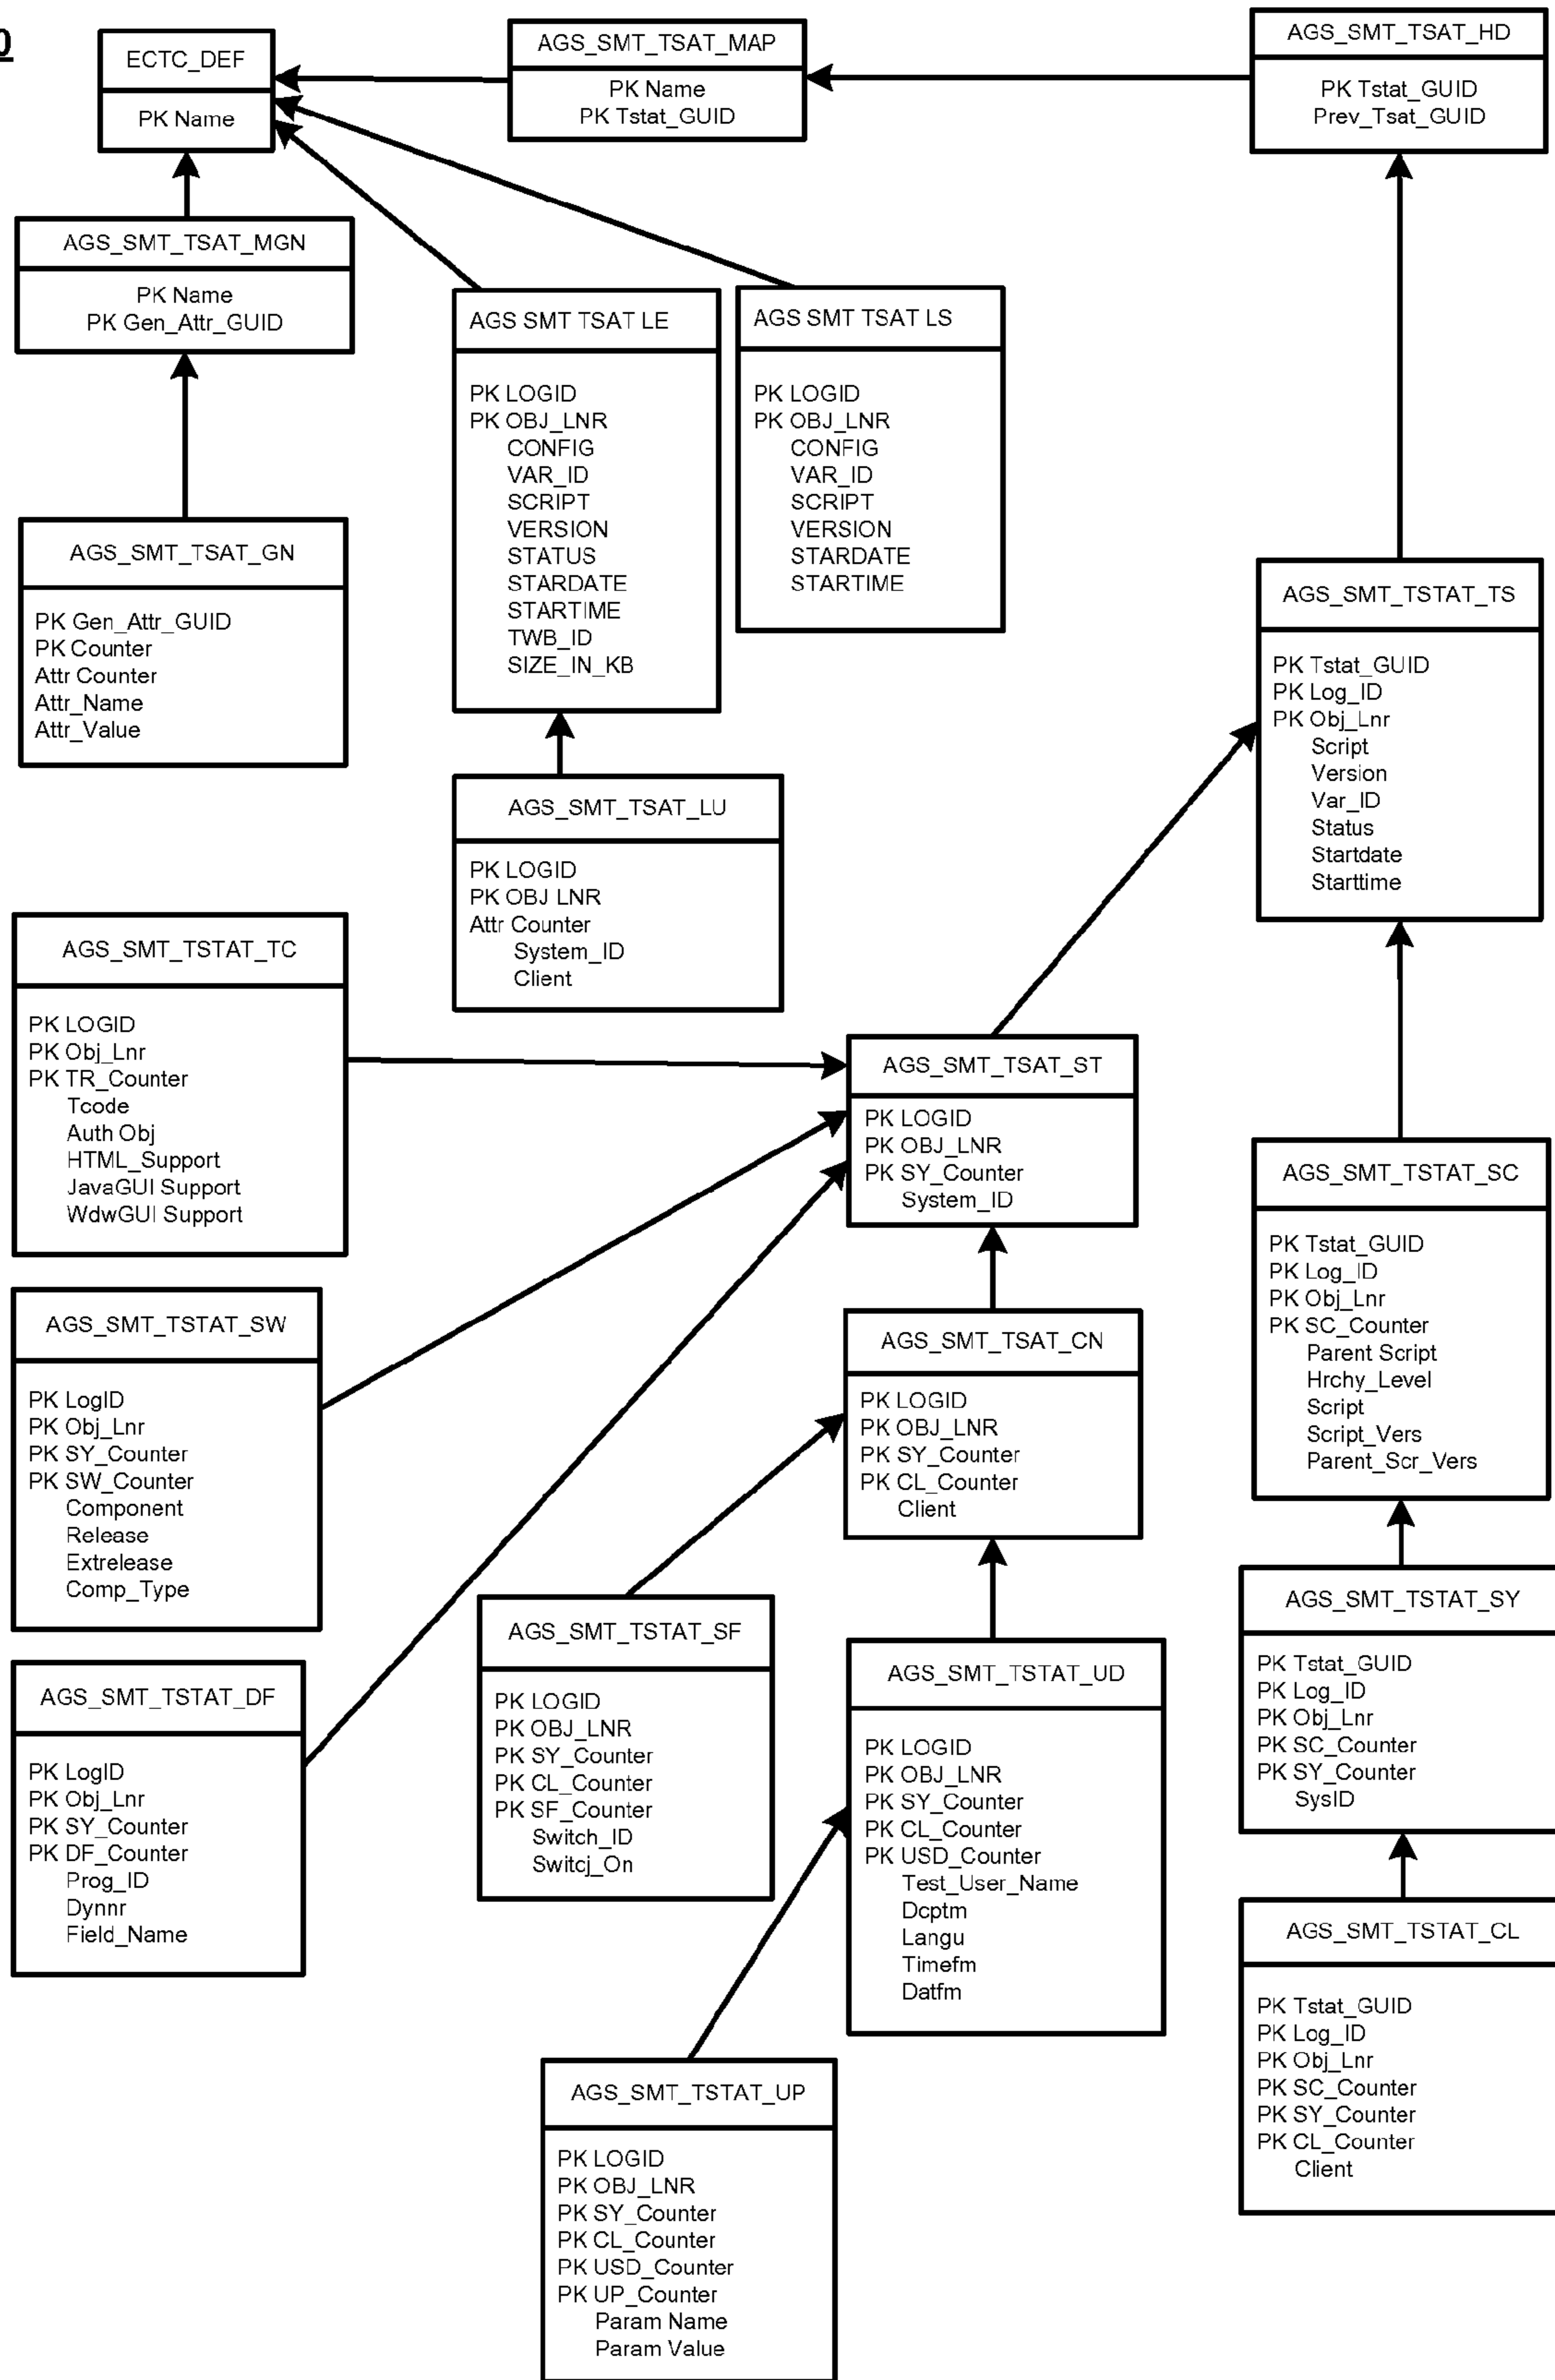 0
ECTC_DEF
PK Name
AGS_SMT_TSAT_MAP
PK Name
PK Tstat_GUID
AGS_SMT_TSAT_HD
PK Tstat_GUID
Prev_Tsat_GUID
AGS_SMT_TSAT_MGN
PK Name
PK Gen_Attr_GUID
AGS SMT TSAT LE
PK LOGID
PK OBJ_LNR
CONFIG
VAR_ID
SCRIPT
VERSION
STATUS
STARDATE
STARTIME
TWB_ID
SIZE_IN_KB
AGS SMT TSAT LS
PK LOGID
PK OBJ_LNR
CONFIG
VAR_ID
SCRIPT
VERSION
STARDATE
STARTIME
AGS_SMT_TSAT_GN
PK Gen_Attr_GUID
PK Counter
Attr Counter
Attr_Name
Attr_Value
AGS_SMT_TSTAT_TS
PK Tstat_GUID
PK Log_ID
PK Obj_Lnr
Script
Version
Var_ID
Status
Startdate
Starttime
AGS_SMT_TSAT_LU
PK LOGID
PK OBJ LNR
Attr Counter
System_ID
Client
AGS_SMT_TSTAT_TC
PK LOGID
PK Obj_Lnr
PK TR_Counter
Tcode
Auth Obj
HTML_Support
JavaGUI Support
WdwGUI Support
AGS_SMT_TSAT_ST
PK LOGID
PK OBJ_LNR
PK SY_Counter
System_ID
AGS_SMT_TSTAT_SC
PK Tstat_GUID
PK Log_ID
PK Obj_Lnr
PK SC_Counter
Parent Script
Hrchy_Level
Script
Script_Vers
Parent_Scr_Vers
AGS_SMT_TSTAT_SW
PK LogID
PK Obj_Lnr
PK SY_Counter
PK SW_Counter
Component
Release
Extrelease
Comp_Type
AGS_SMT_TSAT_CN
PK LOGID
PK OBJ_LNR
PK SY_Counter
PK CL_Counter
Client
AGS_SMT_TSTAT_SF
PK LOGID
PK OBJ_LNR
PK SY_Counter
PK CL_Counter
PK SF_Counter
Switch_ID
Switcj_On
AGS_SMT_TSTAT_SY
PK Tstat_GUID
PK Log_ID
PK Obj_Lnr
PK SC_Counter
PK SY_Counter
SysID
AGS_SMT_TSTAT_DF
PK LogID
PK Obj_Lnr
PK SY_Counter
PK DF_Counter
Prog_ID
Dynnr
Field_Name
AGS_SMT_TSTAT_UD
PK LOGID
PK OBJ_LNR
PK SY_Counter
PK CL_Counter
PK USD_Counter
Test_User_Name
Dcptm
Langu
Timefm
Datfm
AGS_SMT_TSTAT_CL
PK Tstat_GUID
PK Log_ID
PK Obj_Lnr
PK SC_Counter
PK SY_Counter
PK CL_Counter
Client
AGS_SMT_TSTAT_UP
PK LOGID
PK OBJ_LNR
PK SY_Counter
PK CL_Counter
PK USD_Counter
PK UP_Counter
Param Name
Param Value